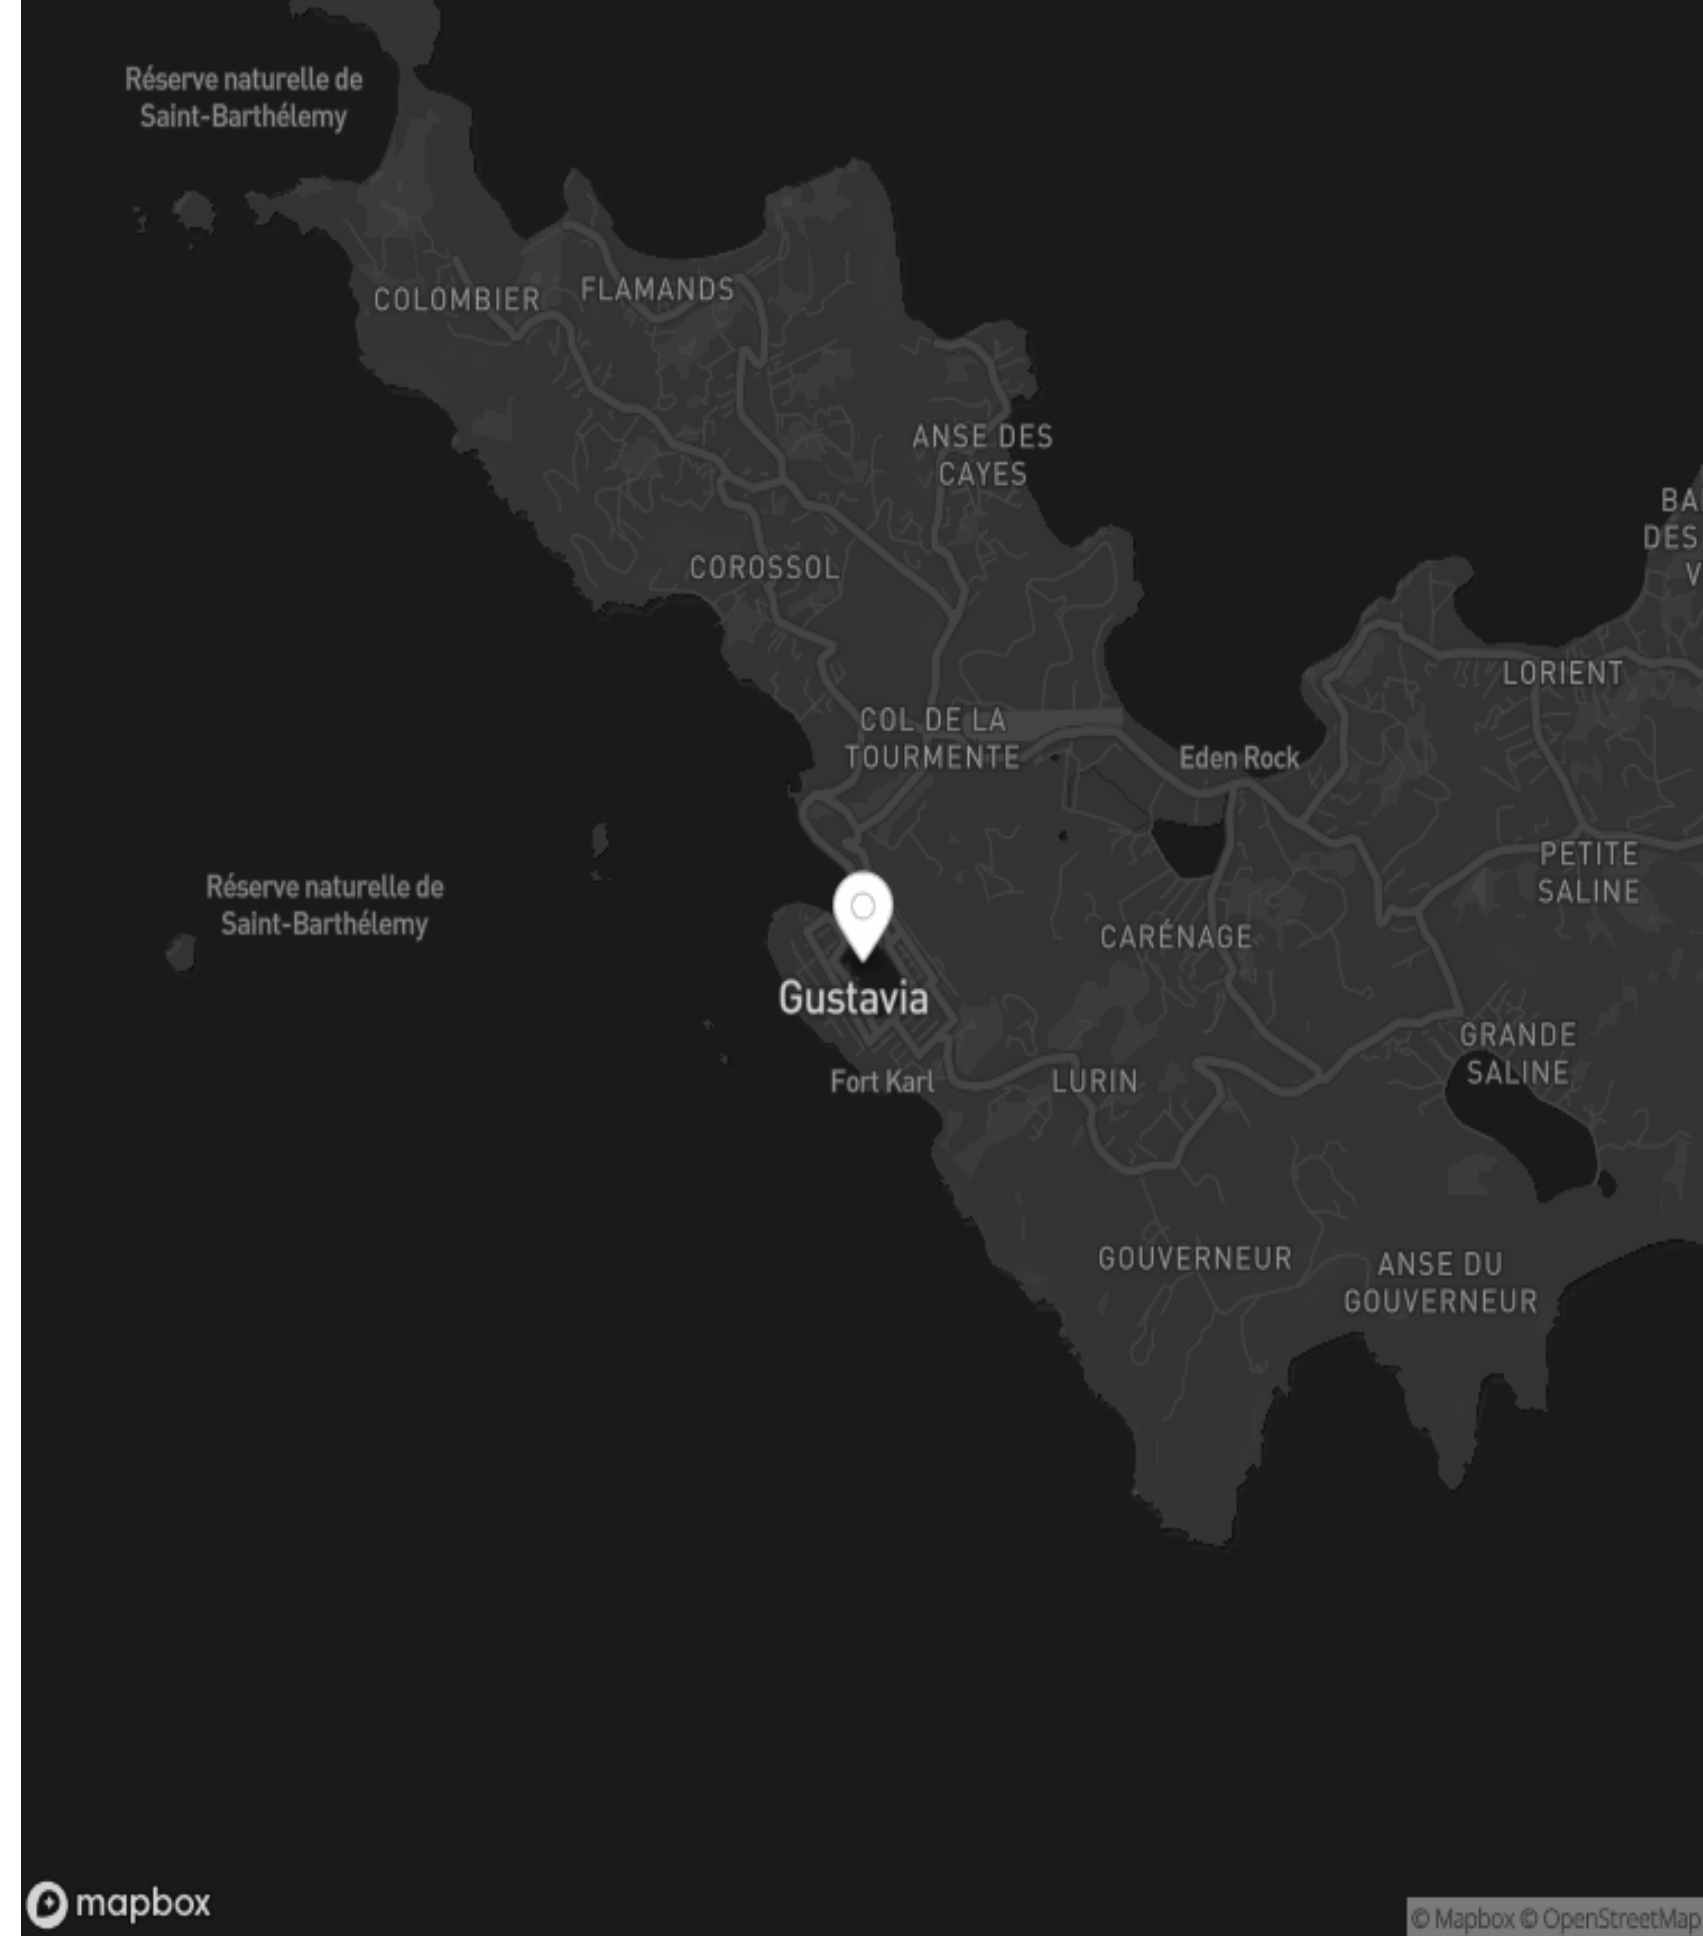 Réserve naturelle de
Saint-Barthélemy
COLOMBIER
FLAMANDS
ANSE DES
CAYES
BA
DES
V
COROSSOL
LORIENT
COL DE LA
TOURMENTE
Eden Rock
PETITE
SALINE
Réserve naturelle de
Saint-Barthélemy
CARÉNAGE
Gustavia
GRANDE
SALINE
Fort Karl
LURIN
GOUVERNEUR
ANSE DU
GOUVERNEUR
mapbox
© Mapbox © OpenStreetMap